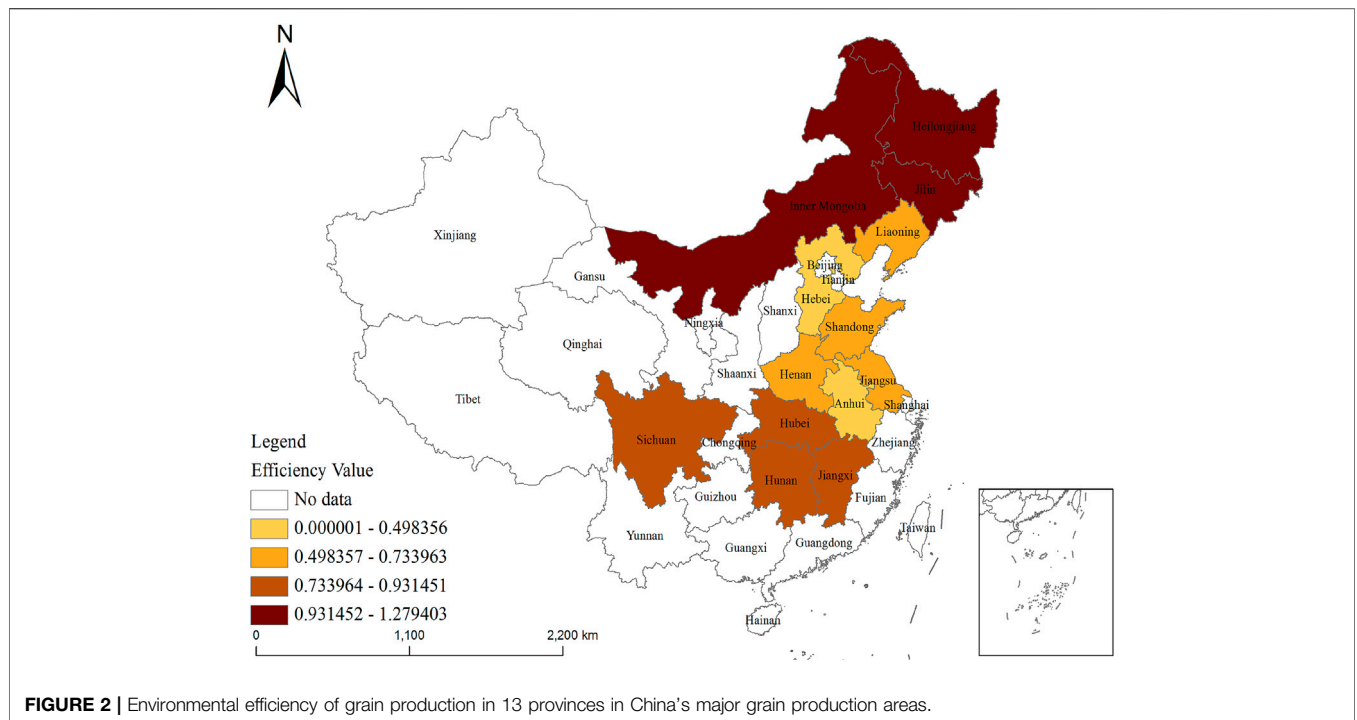 N
Heilongjiang
Jilin
Inner Mongolia
Liaoning
Xinjiang
Beijing
Gansu
Tianjin
Hebei
Shanxi
Ningxia
Shandong
Qinghai
Shaanxi
Henan
Jiangsu
Tibet
Anhui
Shanghai
Hubei
Sichuan
Chongqing
Zhejiang
Hunan
Jiangxi
Guizhou
Fujian
Taiwan
Yunnan
Guangxi
Guangdong
Hainan
Legend
Efficiency Value
No data
0.000001 - 0.498356
0.498357 - 0.733963
0.733964 - 0.931451
0.931452 - 1.279403
0 1,100 2,200 km
FIGURE 2 | Environmental efficiency of grain production in 13 provinces in China's major grain production areas.